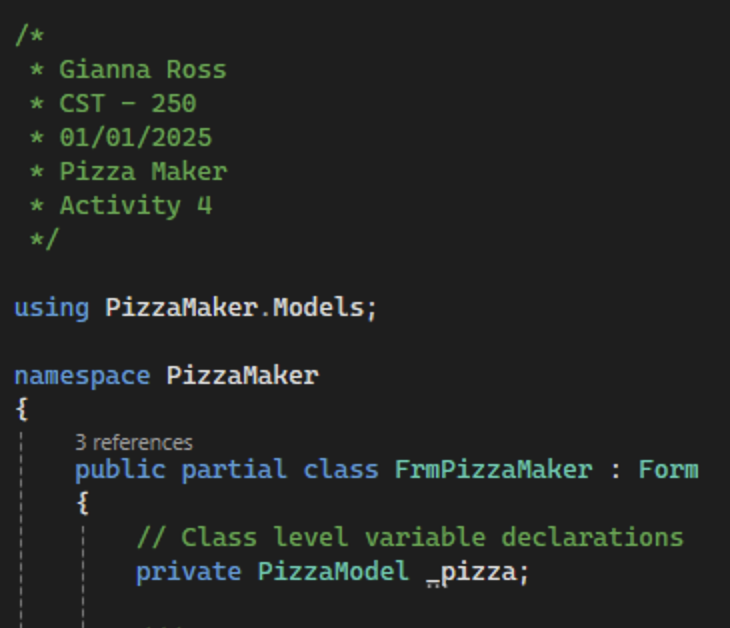 /*
 * Gianna Ross
 * CST - 250
 * 01/01/2025
 * Pizza Maker
 * Activity 4
 */
using PizzaMaker.Models;
namespace PizzaMaker
{
3 references
public partial class FrmPizzaMaker : Form
{
// Class level variable declarations
private PizzaModel _pizza;